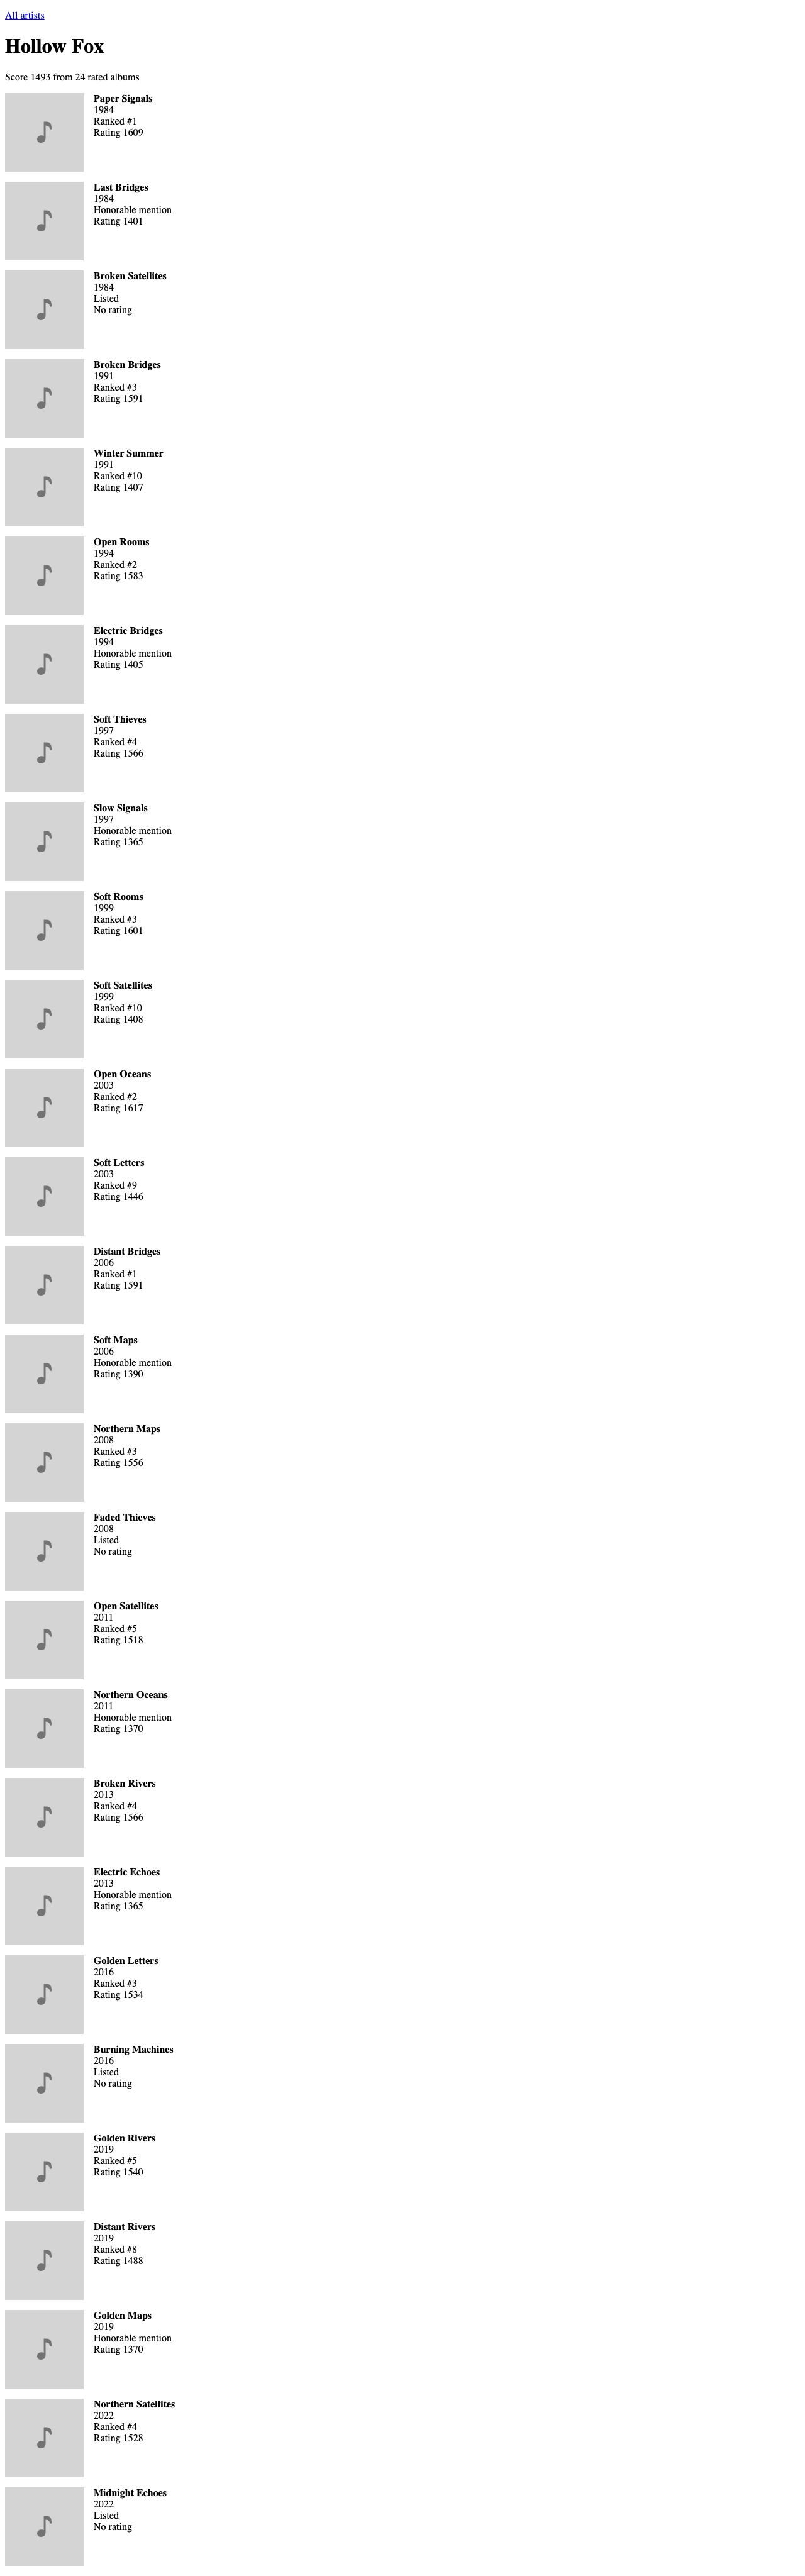 All artists
Hollow Fox
Score 1493 from 24 rated albums
Paper Signals
1984
Ranked #1
Rating 1609
Last Bridges
1984
Honorable mention
Rating 1401
Broken Satellites
1984
Listed
No rating
Broken Bridges
1991
Ranked #3
Rating 1591
Winter Summer
1991
Ranked #10
Rating 1407
Open Rooms
1994
Ranked #2
Rating 1583
Electric Bridges
1994
Honorable mention
Rating 1405
Soft Thieves
1997
Ranked #4
Rating 1566
Slow Signals
1997
Honorable mention
Rating 1365
Soft Rooms
1999
Ranked #3
Rating 1601
Soft Satellites
1999
Ranked #10
Rating 1408
Open Oceans
2003
Ranked #2
Rating 1617
Soft Letters
2003
Ranked #9
Rating 1446
Distant Bridges
2006
Ranked #1
Rating 1591
Soft Maps
2006
Honorable mention
Rating 1390
Northern Maps
2008
Ranked #3
Rating 1556
Faded Thieves
2008
Listed
No rating
Open Satellites
2011
Ranked #5
Rating 1518
Northern Oceans
2011
Honorable mention
Rating 1370
Broken Rivers
2013
Ranked #4
Rating 1566
Electric Echoes
2013
Honorable mention
Rating 1365
Golden Letters
2016
Ranked #3
Rating 1534
Burning Machines
2016
Listed
No rating
Golden Rivers
2019
Ranked #5
Rating 1540
Distant Rivers
2019
Ranked #8
Rating 1488
Golden Maps
2019
Honorable mention
Rating 1370
Northern Satellites
2022
Ranked #4
Rating 1528
Midnight Echoes
2022
Listed
No rating